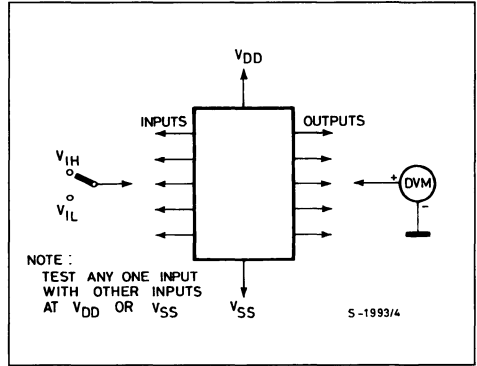 VDD
INPUTS
OUTPUTS
VIH
VIL
+
DVM
-
NOTE :
TEST ANY ONE INPUT
WITH OTHER INPUTS
AT VDD OR VSS
VSS
S-1993/4